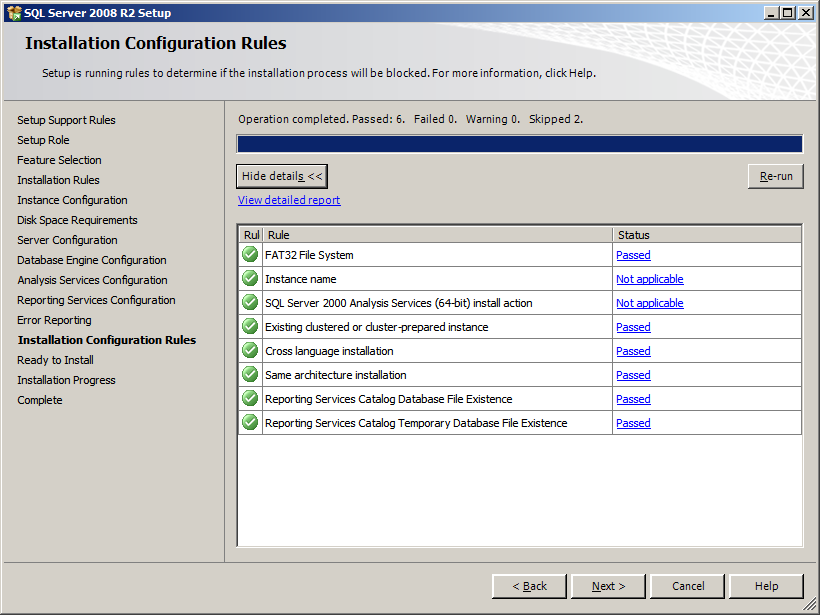 SQL Server 2008 R2 Setup
Installation Configuration Rules
Setup is running rules to determine if the installation process will be blocked. For more information, click Help.
Setup Support Rules
Setup Role
Feature Selection
Installation Rules
Instance Configuration
Disk Space Requirements
Server Configuration
Database Engine Configuration
Analysis Services Configuration
Reporting Services Configuration
Error Reporting
Installation Configuration Rules
Ready to Install
Installation Progress
Complete
Operation completed. Passed: 6. Failed 0. Warning 0. Skipped 2.
Hide details << Re-run
View detailed report
Rul Rule Status
FAT32 File System Passed
Instance name Not applicable
SQL Server 2000 Analysis Services (64-bit) install action Not applicable
Existing clustered or cluster-prepared instance Passed
Cross language installation Passed
Same architecture installation Passed
Reporting Services Catalog Database File Existence Passed
Reporting Services Catalog Temporary Database File Existence Passed
< Back Next > Cancel Help